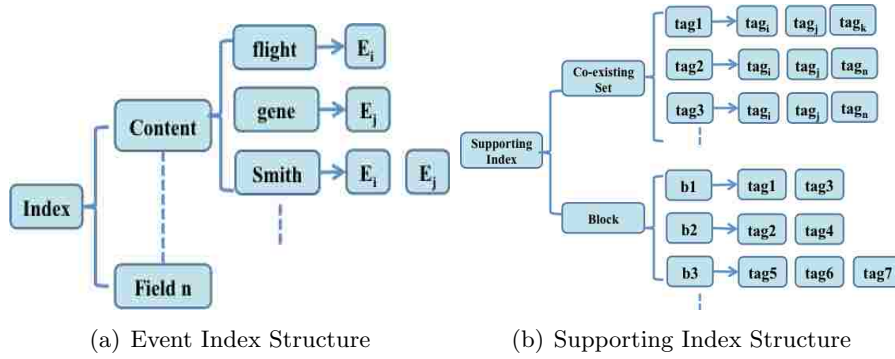 flight E_i
gene E_j
Content
Smith E_i E_j
Index
Field n
(a) Event Index Structure
tag1 tag_i tag_j tag_k
Co-existing
Set
tag2 tag_i tag_j tag_n
tag3 tag_i tag_j tag_n
Supporting
Index
b1 tag1 tag3
Block
b2 tag2 tag4
b3 tag5 tag6 tag7
(b) Supporting Index Structure